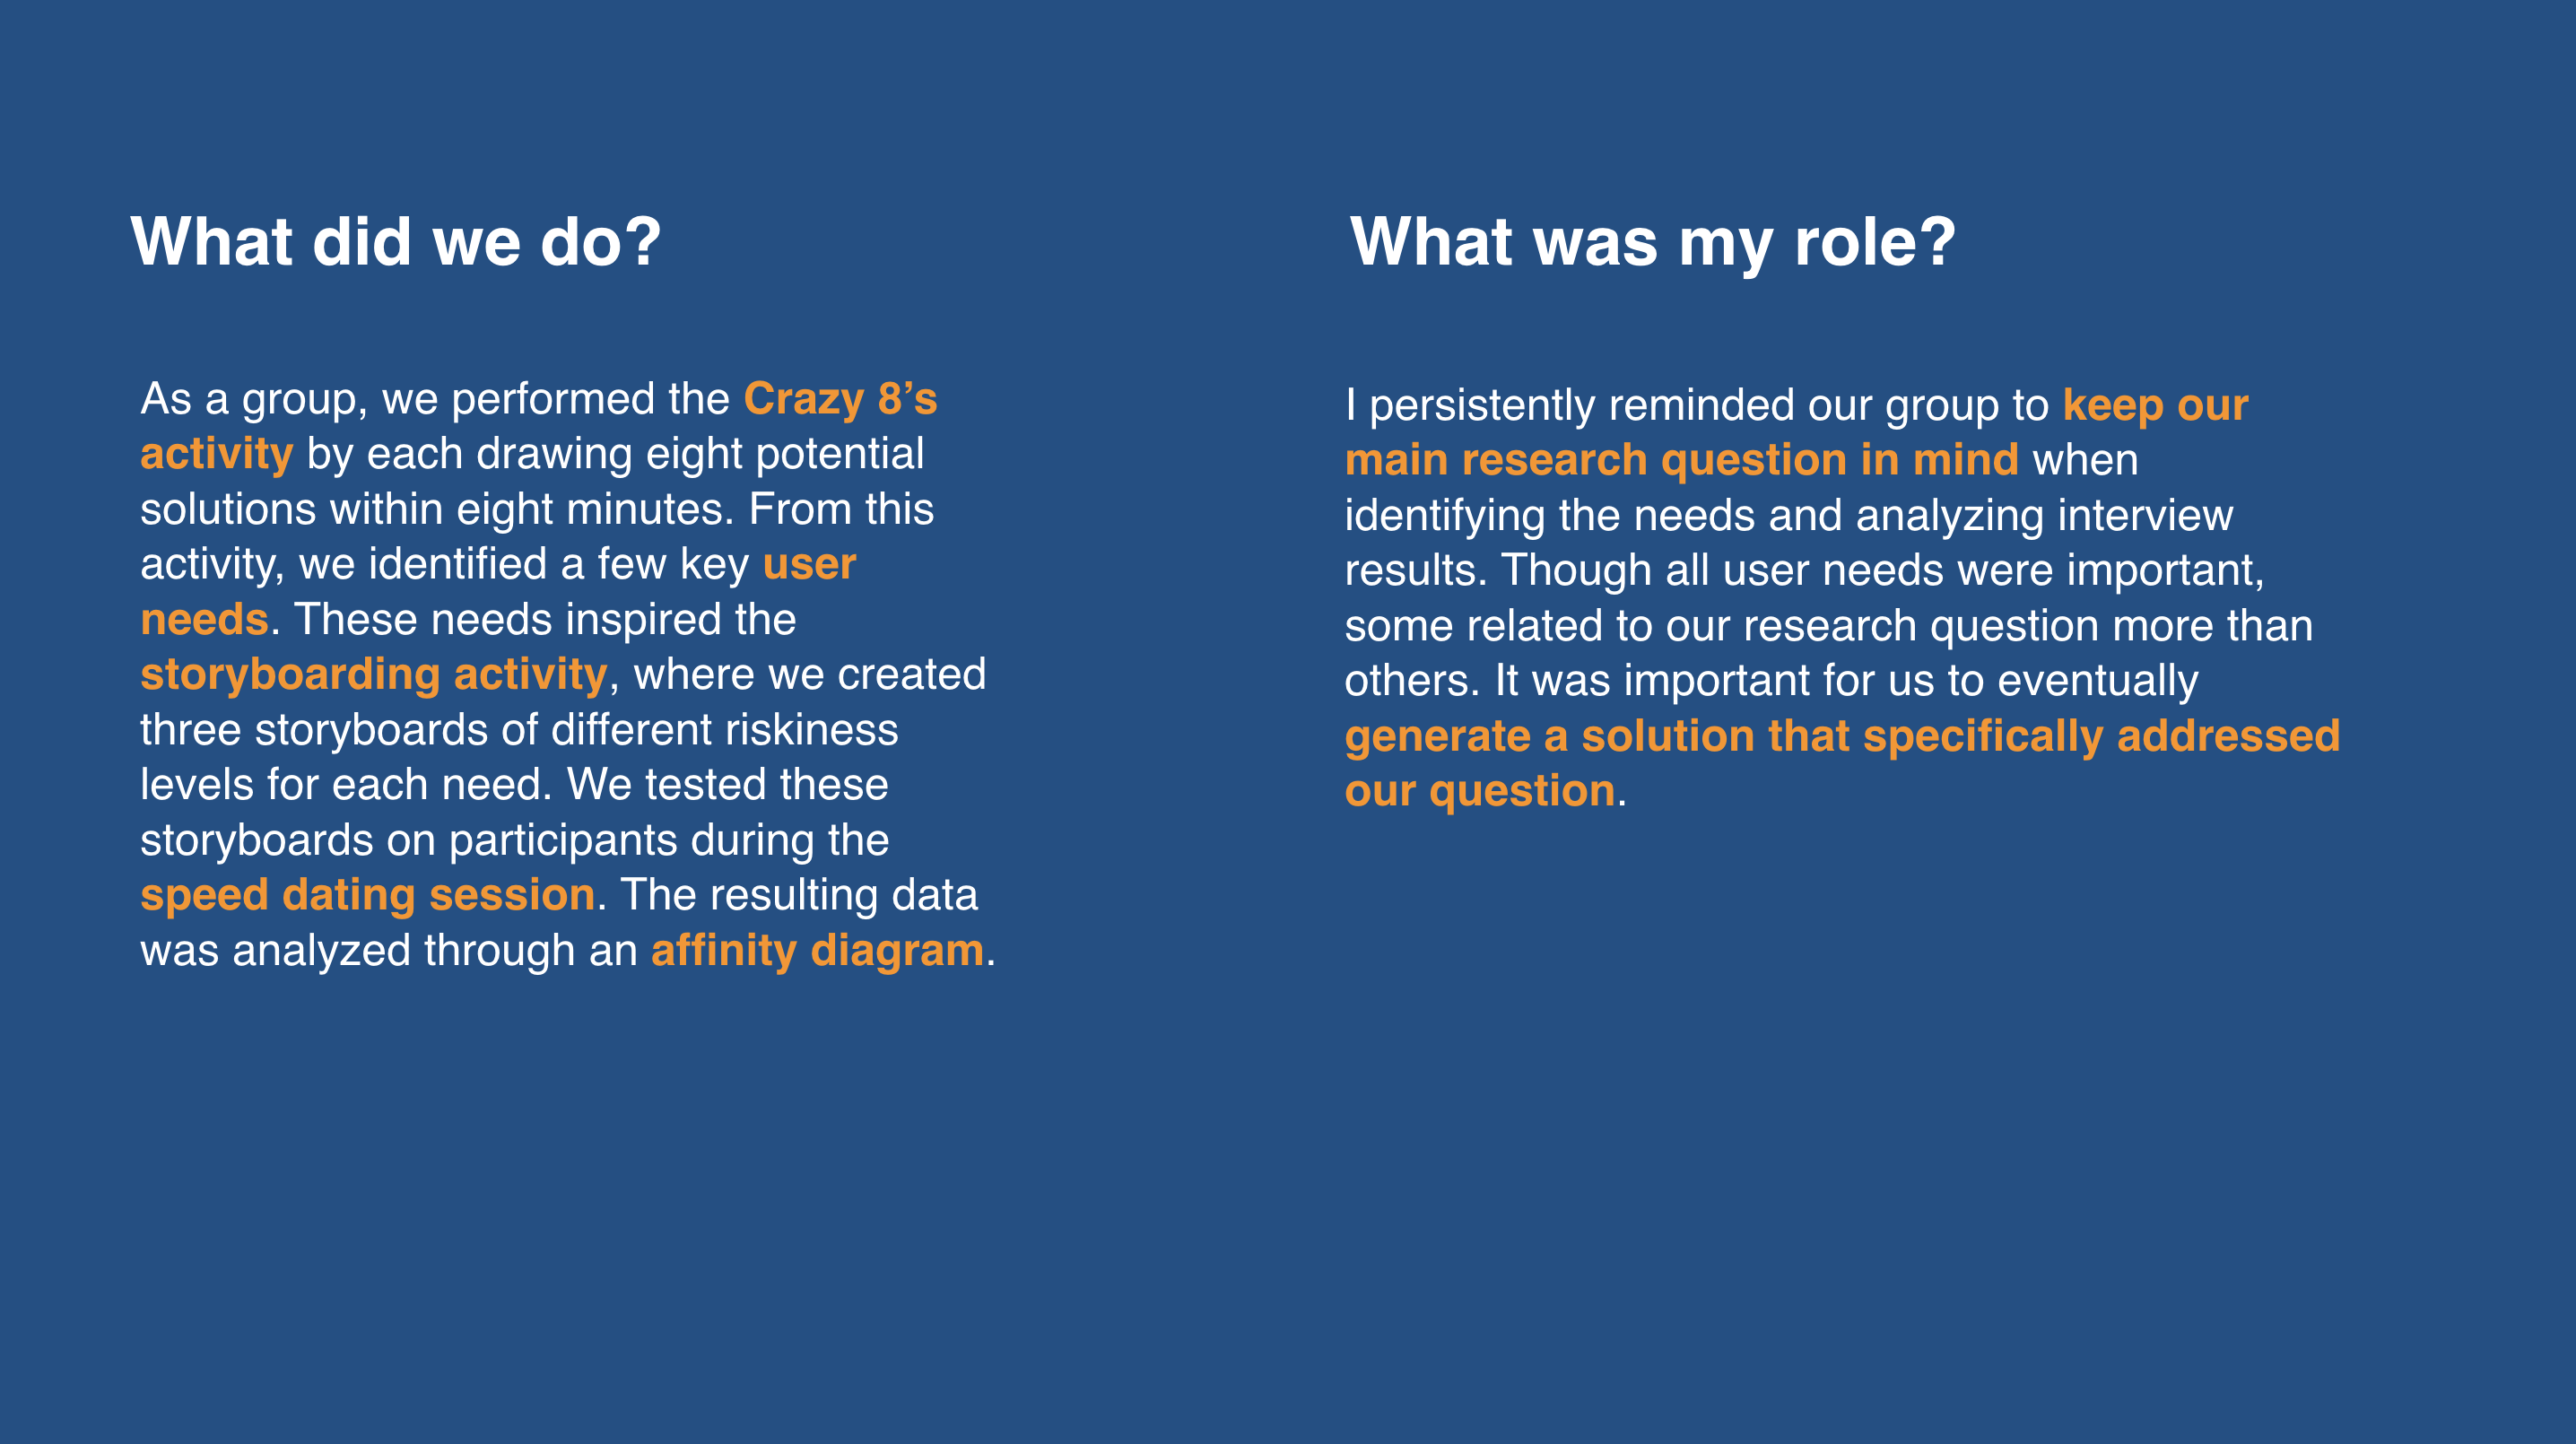 What did we do?
As a group, we performed the Crazy 8’s
activity by each drawing eight potential
solutions within eight minutes. From this
activity, we identified a few key user
needs. These needs inspired the
storyboarding activity, where we created
three storyboards of different riskiness
levels for each need. We tested these
storyboards on participants during the
speed dating session. The resulting data
was analyzed through an affinity diagram.
What was my role?
I persistently reminded our group to keep our
main research question in mind when
identifying the needs and analyzing interview
results. Though all user needs were important,
some related to our research question more than
others. It was important for us to eventually
generate a solution that specifically addressed
our question.